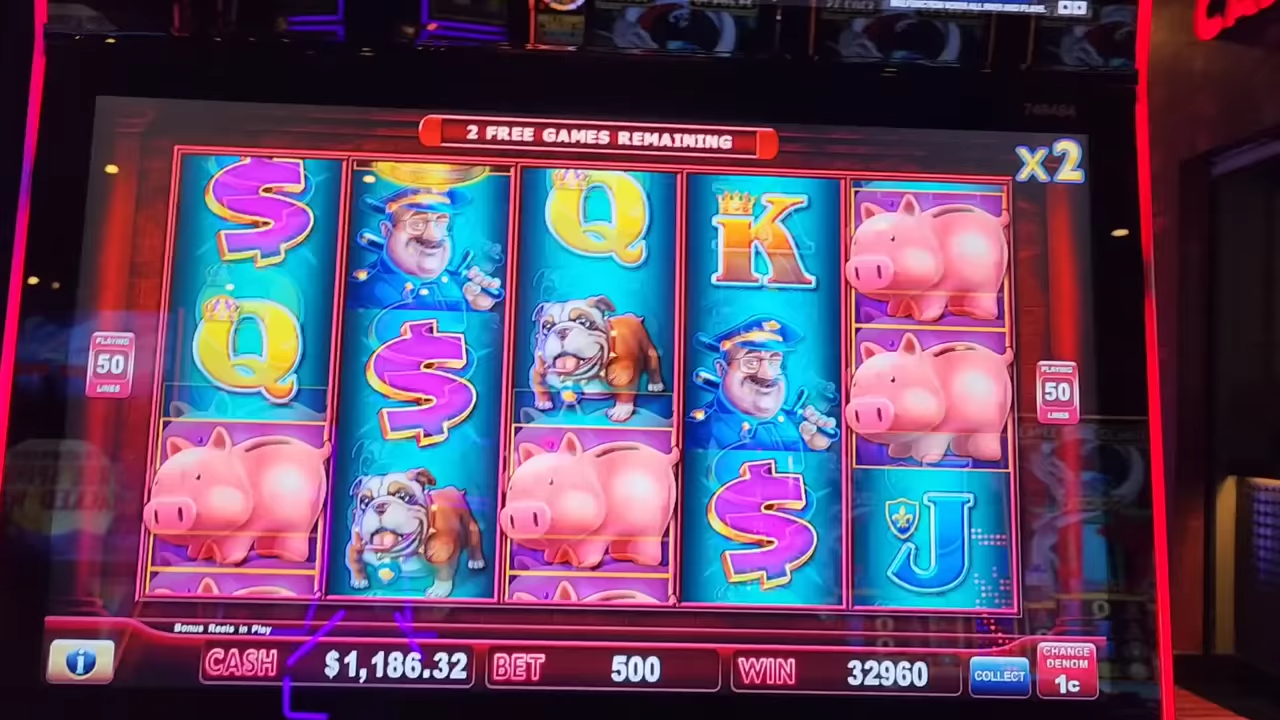 2 FREE GAMES REMAINING
x2
$
Q
K
Q
$
PLAYING
50
LINES
PLAYING
50
LINES
$
J
Bonus Reels in Play
CASH $1,186.32
BET 500
WIN 32960
COLLECT
CHANGE
DENOM
1c
i